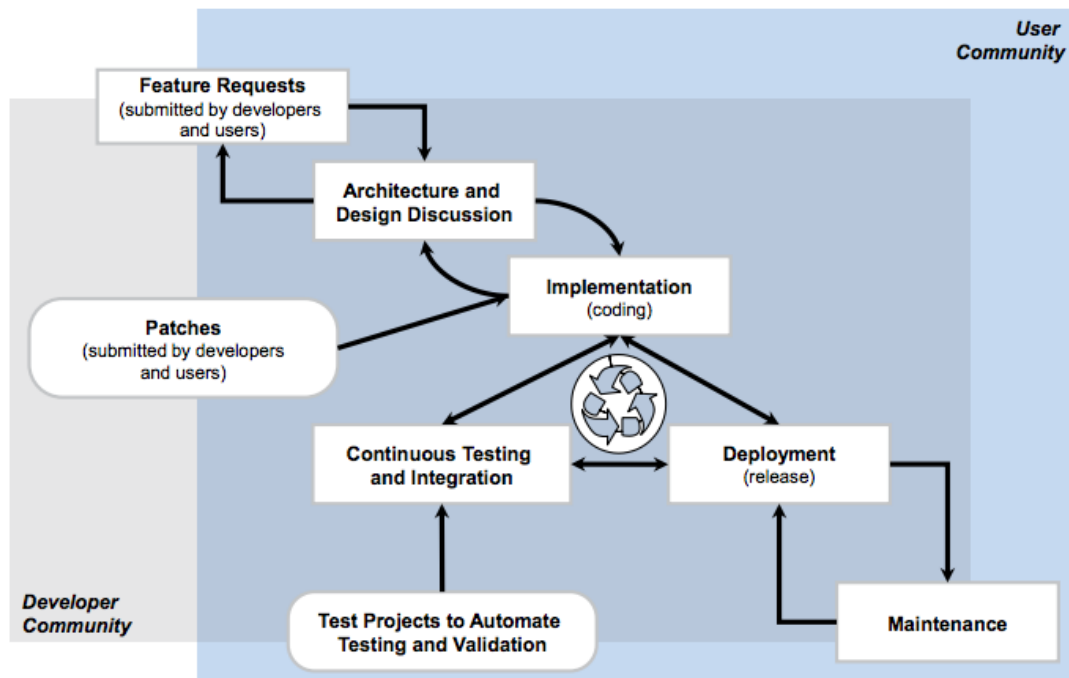 User
Community
Feature Requests
(submitted by developers
and users)
Architecture and
Design Discussion
Implementation
(coding)
Patches
(submitted by developers
and users)
Continuous Testing
and Integration
Deployment
(release)
Developer
Community
Test Projects to Automate
Testing and Validation
Maintenance